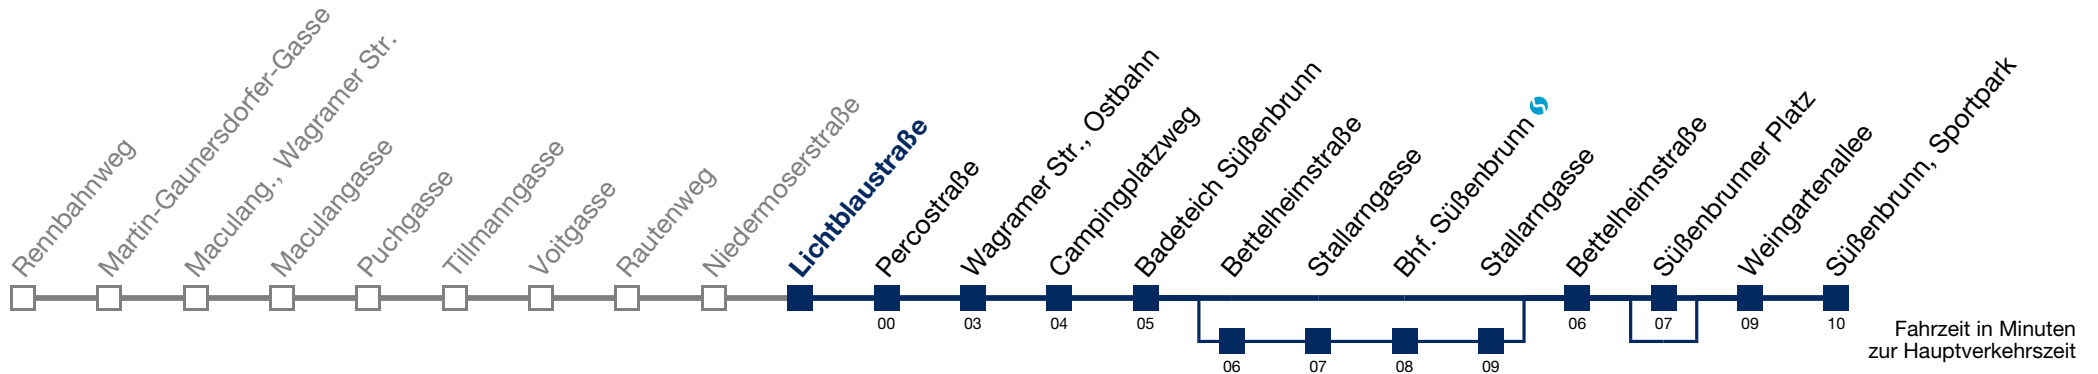 Rennbahnweg
Martin-Gaunersdorfer-Gasse
Maculang., Wagramer Str.
Maculangasse
Puchgasse
Tillmanngasse
Voitgasse
Rautenweg
Niedermoserstraße
Lichtblaustraße
Percostraße
Wagramer Str., Ostbahn
Campingplatzweg
Badeteich Süßenbrunn
Bettelheimstraße
Stallarngasse
Bhf. Süßenbrunn
Stallarngasse
Bettelheimstraße
Süßenbrunner Platz
Weingartenallee
Süßenbrunn, Sportpark
00 03 04 05 06 07 09 10
06 07 08 09
Fahrzeit in Minuten
zur Hauptverkehrszeit